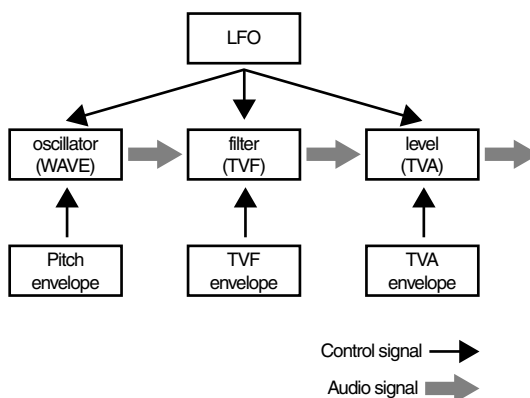 LFO
oscillator
(WAVE)
filter
(TVF)
level
(TVA)
Pitch
envelope
TVF
envelope
TVA
envelope
Control signal
Audio signal